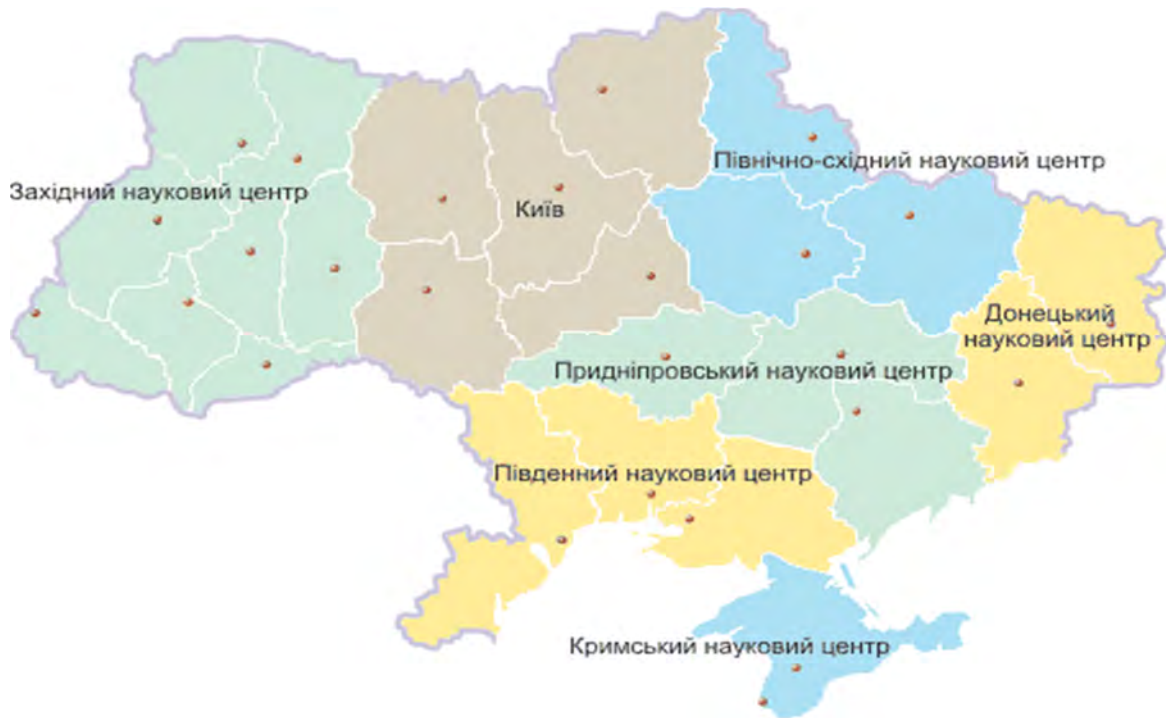 Північно-східний науковий центр
Західний науковий центр
Київ
Донецький
науковий центр
Придніпровський науковий центр
Південний науковий центр
Кримський науковий центр